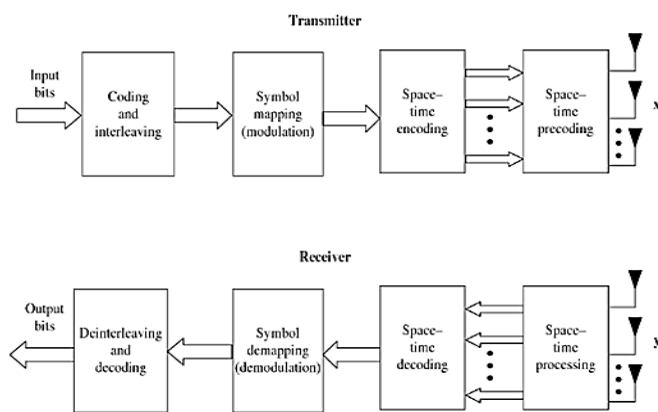 Transmitter
Input
bits
Coding
and
interleaving
Symbol
mapping
(modulation)
Space–
time
encoding
Space–
time
precoding
x
Receiver
Output
bits
Deinterleaving
and
decoding
Symbol
demapping
(demodulation)
Space–
time
decoding
Space–
time
processing
y